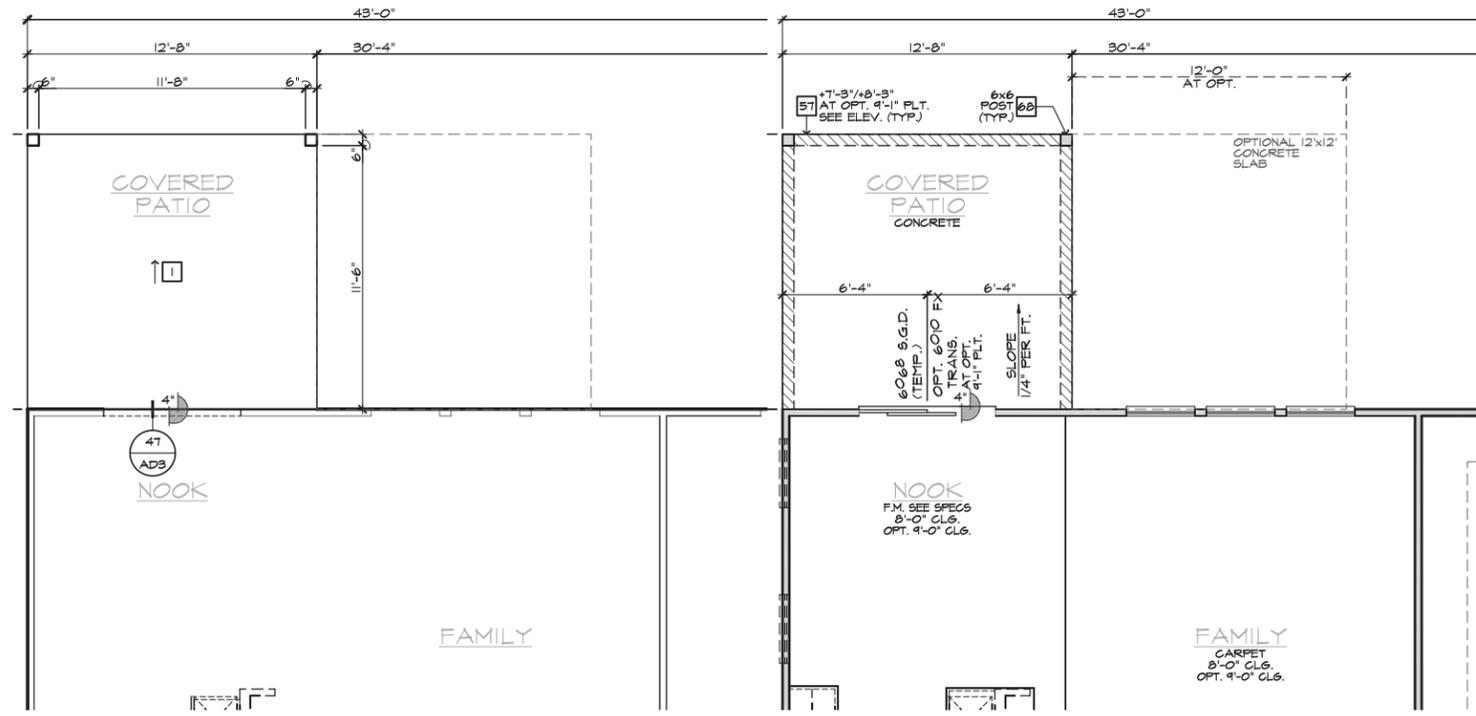 43'-0"
12'-8"
30'-4"
6"
11'-8"
6"
COVERED
PATIO
6"
11'-6"
1
4"
47
AD3
NOOK
FAMILY
43'-0"
12'-8"
30'-4"
12'-0"
AT OPT.
57
+7'-3"/+8'-3"
AT OPT. 9'-1" PLT.
SEE ELEV. (TYP.)
6x6
POST
(TYP.)
68
OPTIONAL 12'x12'
CONCRETE
SLAB
COVERED
PATIO
CONCRETE
6'-4"
6'-4"
6068 S.G.D.
(TEMP.)
OPT. 6010 FX
TRANS.
AT OPT.
9'-1" PLT.
SLOPE
1/4" PER FT.
4"
NOOK
F.M. SEE SPECS
8'-0" CLG.
OPT. 9'-0" CLG.
FAMILY
CARPET
8'-0" CLG.
OPT. 9'-0" CLG.